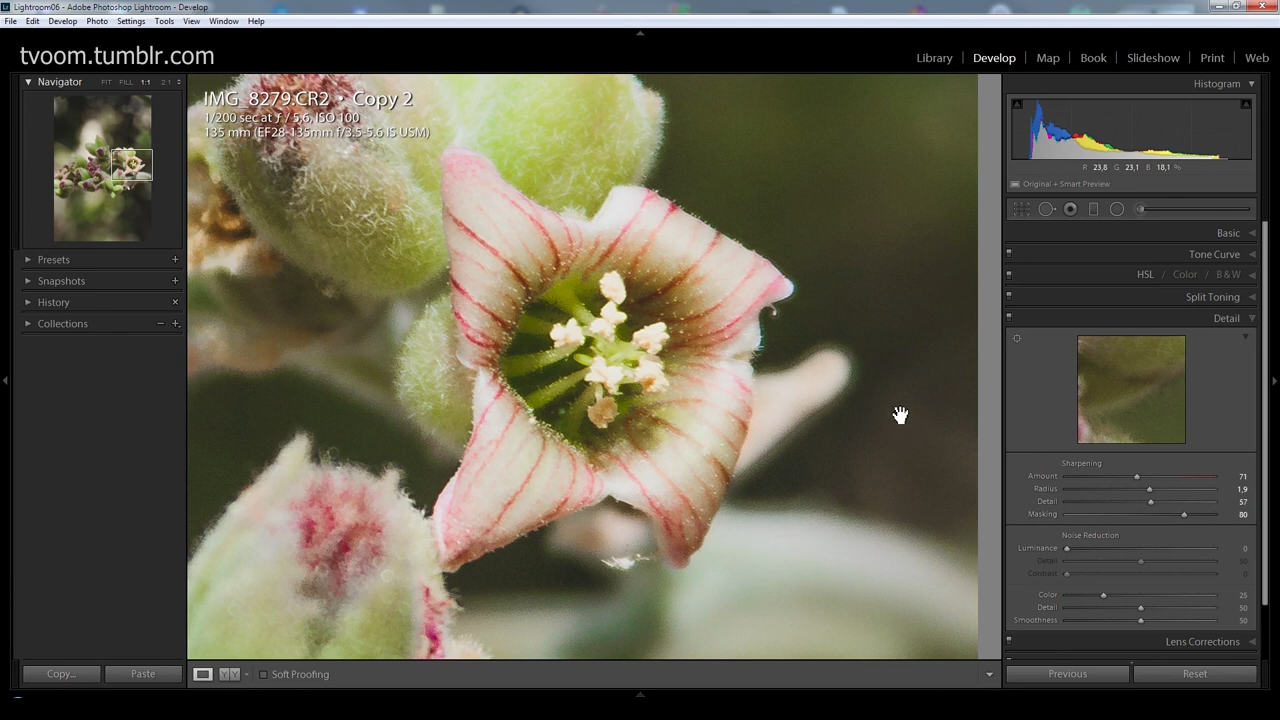 Lightroom06 - Adobe Photoshop Lightroom - Develop
File Edit Develop Photo Settings Tools View Window Help
tvoom.tumblr.com
Library | Develop | Map | Book | Slideshow | Print | Web
Navigator FIT FILL 1:1 2:1
Histogram
IMG_8279.CR2 • Copy 2
1/200 sec at ƒ / 5,6, ISO 100
135 mm (EF28-135mm f/3.5-5.6 IS USM)
R 23,8 G 23,1 B 18,1 %
Original + Smart Preview
Basic
Presets
Tone Curve
Snapshots
HSL / Color / B & W
History
Split Toning
Collections
Detail
Sharpening
Amount 71
Radius 1,9
Detail 57
Masking 80
Noise Reduction
Luminance 0
Detail 50
Contrast 0
Color 25
Detail 50
Smoothness 50
Lens Corrections
Copy... Paste
Y Y Soft Proofing
Previous Reset